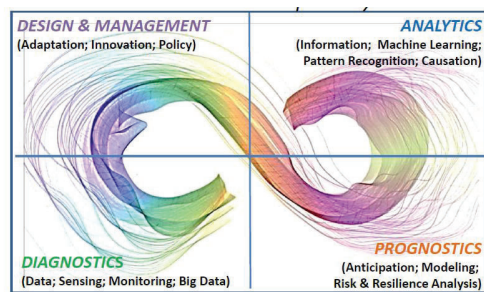 DESIGN & MANAGEMENT
(Adaptation; Innovation; Policy)
ANALYTICS
(Information; Machine Learning;
Pattern Recognition; Causation)
DIAGNOSTICS
(Data; Sensing; Monitoring; Big Data)
PROGNOSTICS
(Anticipation; Modeling;
Risk & Resilience Analysis)